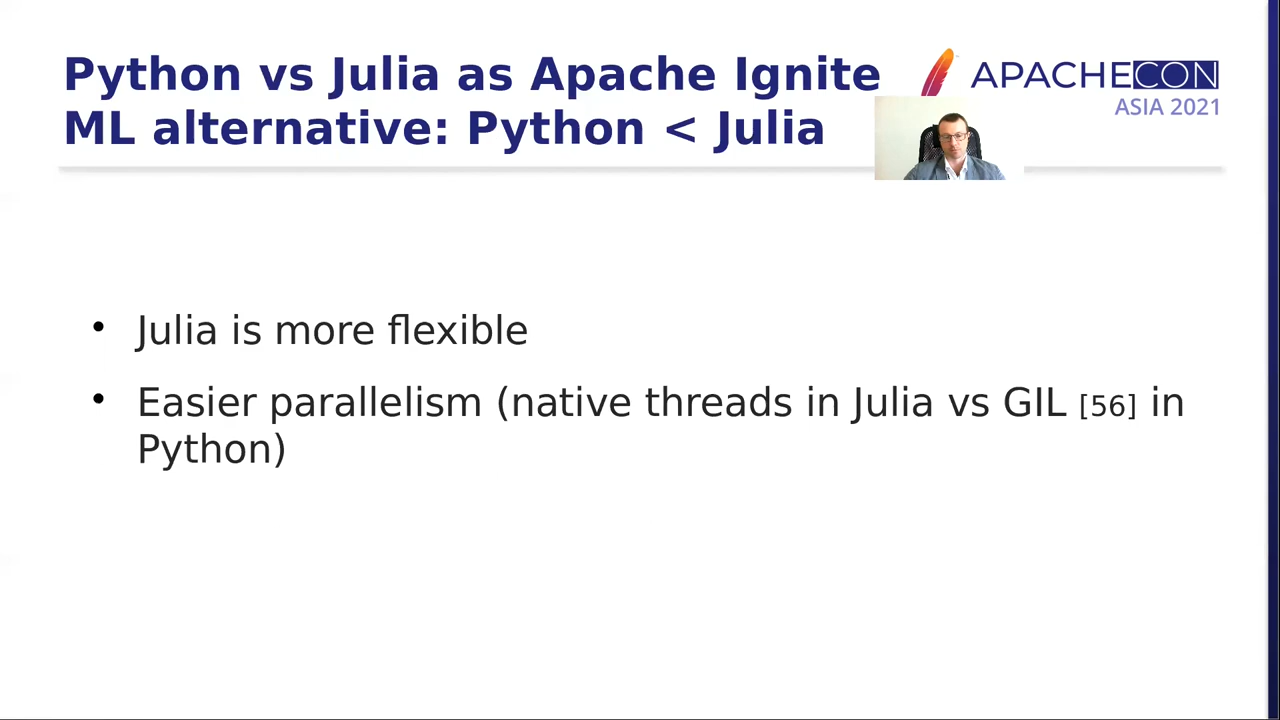 Python vs Julia as Apache Ignite
ML alternative: Python < Julia
APACHECON
ASIA 2021
• Julia is more flexible
• Easier parallelism (native threads in Julia vs GIL [56] in
Python)